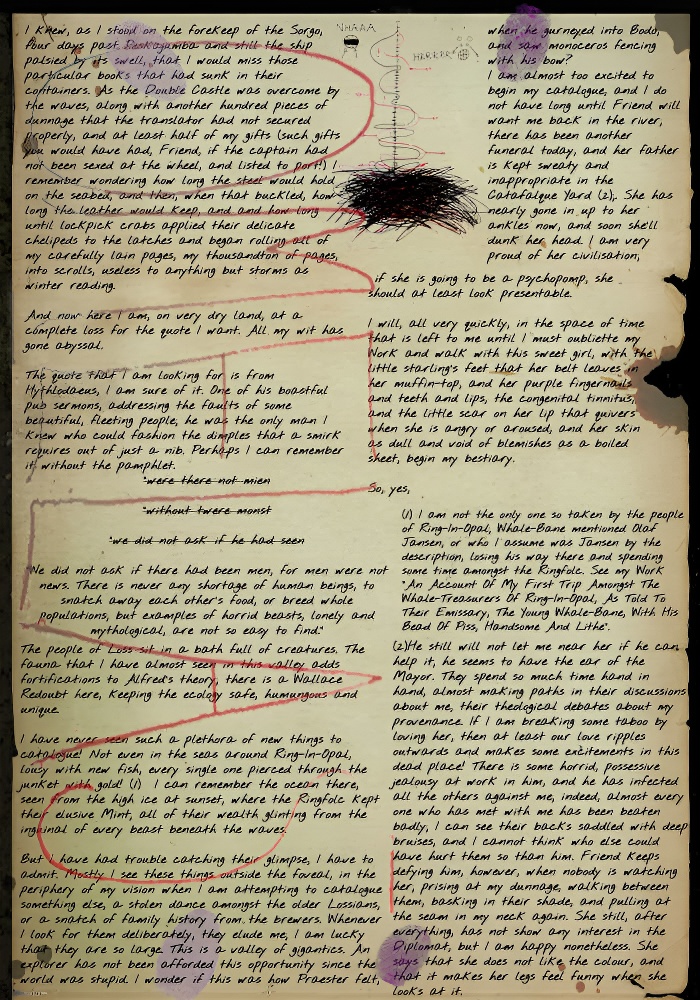 I knew, as I stood on the forekeep of the Sorgo,
four days past Beskajamba and still the ship
palsied by its swell, that I would miss those
particular books that had sunk in their
containers. As the Double Castle was overcome by
the waves, along with another hundred pieces of
dunnage that the translator had not secured
properly, and at least half of my gifts (such gifts
you would have had, Friend, if the captain had
not been sexed at the wheel, and listed to port!) I
remember wondering how long the steel would hold
on the seabed, and then, when that buckled, how
long the leather would keep, and and how long
until lockpick crabs applied their delicate
chelipeds to the latches and began rolling all of
my carefully lain pages, my thousandton of pages,
into scrolls, useless to anything but storms as
winter reading.
And now here I am, on very dry land, at a
complete loss for the quote I want. All my wit has
gone abyssal.
The quote that I am looking for is from
Hythlodaeus, I am sure of it. One of his boastful
pub sermons, addressing the faults of some
beautiful, fleeting people, he was the only man I
knew who could fashion the dimples that a smirk
requires out of just a nib. Perhaps I can remember
it without the pamphlet.
"were there not mien
"without twere monst
"we did not ask if he had seen
"We did not ask if there had been men, for men were not
news. There is never any shortage of human beings, to
snatch away each other's food, or breed whole
populations, but examples of horrid beasts, lonely and
mythological, are not so easy to find."
The people of Loss sit in a bath full of creatures. The
fauna that I have almost seen in this valley adds
fortifications to Alfred's theory, there is a Wallace
Redoubt here, keeping the ecology safe, humungous and
unique.
I have never seen such a plethora of new things to
catalogue! Not even in the seas around Ring-In-Opal,
lousy with new fish, every single one pierced through the
junket with gold! (1) I can remember the ocean there,
seen from the high ice at sunset, where the Ringfolc kept
their elusive Mint, all of their wealth glinting from the
inguinal of every beast beneath the waves.
But I have had trouble catching their glimpse, I have to
admit. Mostly I see these things outside the foveal, in the
periphery of my vision when I am attempting to catalogue
something else, a stolen dance amongst the older Lossians,
or a snatch of family history from the brewers. Whenever
I look for them deliberately, they elude me, I am lucky
that they are so large. This is a valley of gigantics. An
explorer has not been afforded this opportunity since the
world was stupid. I wonder if this was how Praester felt,
NHAAA
HERRRR
when he gurneyed into Bodo,
and saw monoceros fencing
with his bow?
I am almost too excited to
begin my catalogue, and I do
not have long until Friend will
want me back in the river,
there has been another
funeral today, and her father
is kept sweaty and
inappropriate in the
Catafalque Yard (2);. She has
nearly gone in up to her
ankles now, and soon she'll
dunk her head. I am very
proud of her civilisation;
if she is going to be a psychopomp, she
should at least look presentable.
I will, all very quickly, in the space of time
that is left to me until I must oubliette my
Work and walk with this sweet girl, with the
little starling's feet that her belt leaves in
her muffin-top, and her purple fingernails
and teeth and lips, the congenital tinnitus,
and the little scar on her lip that quivers
when she is angry or aroused, and her skin
as dull and void of blemishes as a boiled
sheet, begin my bestiary.
So, yes,
(1) I am not the only one so taken by the people
of Ring-In-Opal, Whale-Bane mentioned Olaf
Jansen, or who I assume was Jansen by the
description, losing his way there and spending
some time amongst the Ringfolc. See my Work
"An Account Of My First Trip Amongst The
Whale-Treasurers Of Ring-In-Opal, As Told To
Their Emissary, The Young Whale-Bane, With His
Bead Of Piss, Handsome And Lithe".
(2)He still will not let me near her if he can
help it, he seems to have the ear of the
Mayor. They spend so much time hand in
hand, almost making paths in their discussions
about me, their theological debates about my
provenance. If I am breaking some taboo by
loving her, then at least our love ripples
outwards and makes some excitements in this
dead place! There is some horrid, possessive
jealousy at work in him, and he has infected
all the others against me, indeed, almost every
one who has met with me has been beaten
badly, I can see their back's saddled with deep
bruises, and I cannot think who else could
have hurt them so than him. Friend keeps
defying him, however, when nobody is watching
her, prising at my dunnage, walking between
them, basking in their shade, and pulling at
the seam in my neck again. She still, after
everything, has not show any interest in the
Diplomat, but I am happy nonetheless. She
says that she does not like the colour, and
that it makes her legs feel funny when she
looks at it.